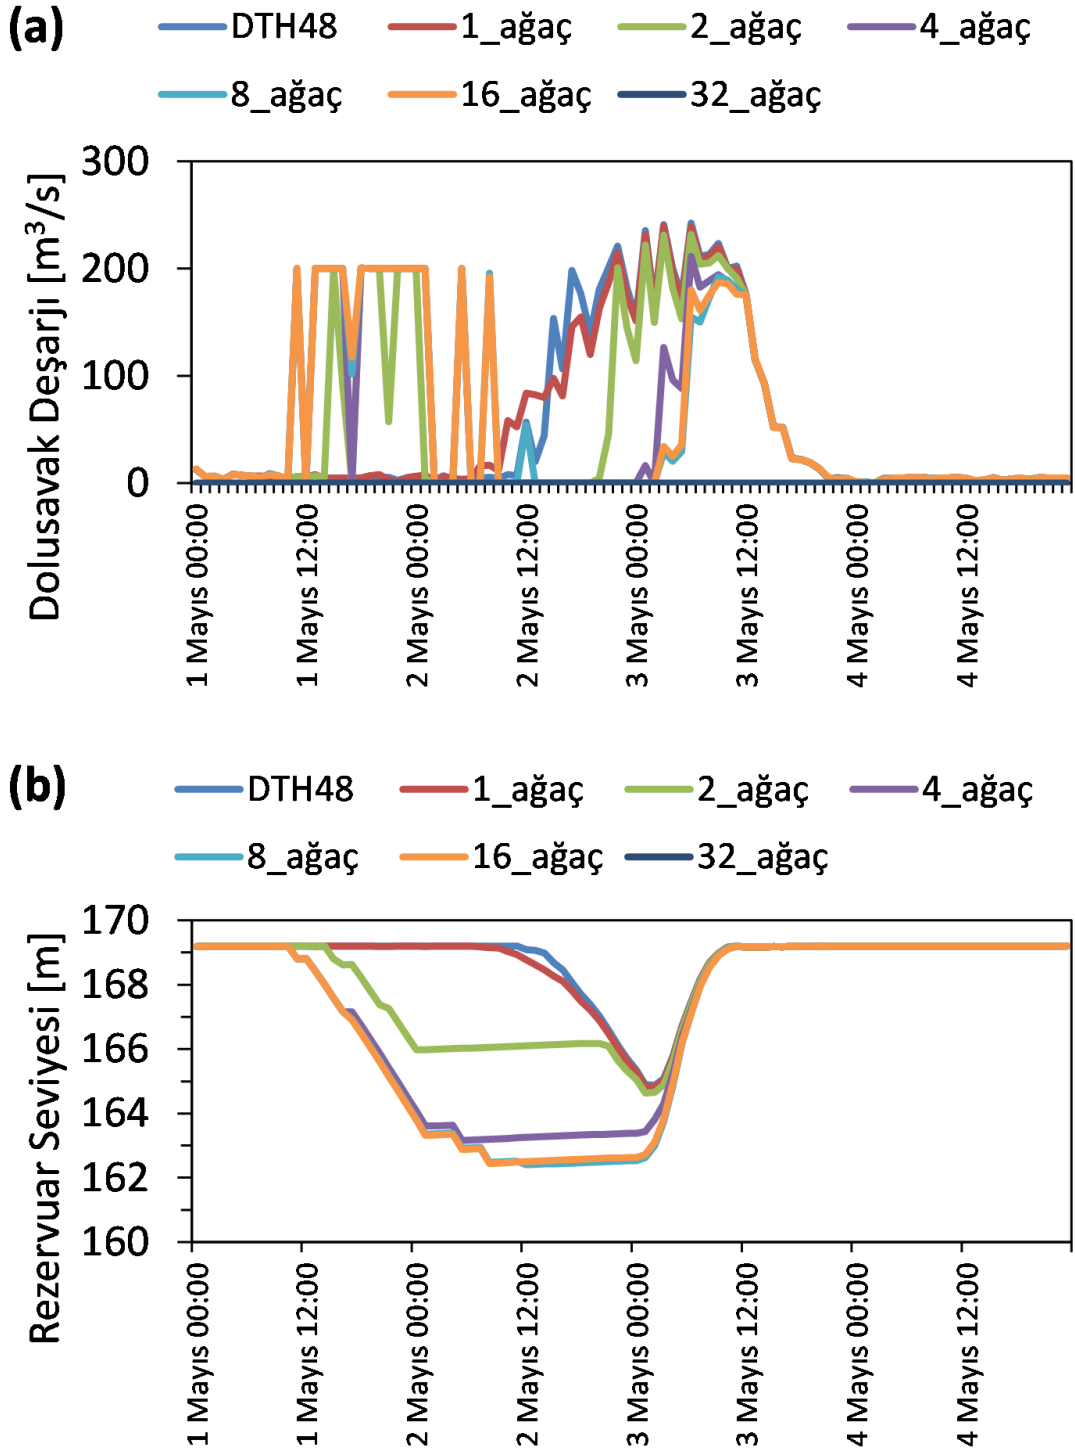 (a)
DTH48 1_ağaç 2_ağaç 4_ağaç
8_ağaç 16_ağaç 32_ağaç
Dolusavak Deşarjı [m³/s]
300
200
100
0
1 Mayıs 00:00
1 Mayıs 12:00
2 Mayıs 00:00
2 Mayıs 12:00
3 Mayıs 00:00
3 Mayıs 12:00
4 Mayıs 00:00
4 Mayıs 12:00
(b)
DTH48 1_ağaç 2_ağaç 4_ağaç
8_ağaç 16_ağaç 32_ağaç
Rezervuar Seviyesi [m]
170
168
166
164
162
160
1 Mayıs 00:00
1 Mayıs 12:00
2 Mayıs 00:00
2 Mayıs 12:00
3 Mayıs 00:00
3 Mayıs 12:00
4 Mayıs 00:00
4 Mayıs 12:00